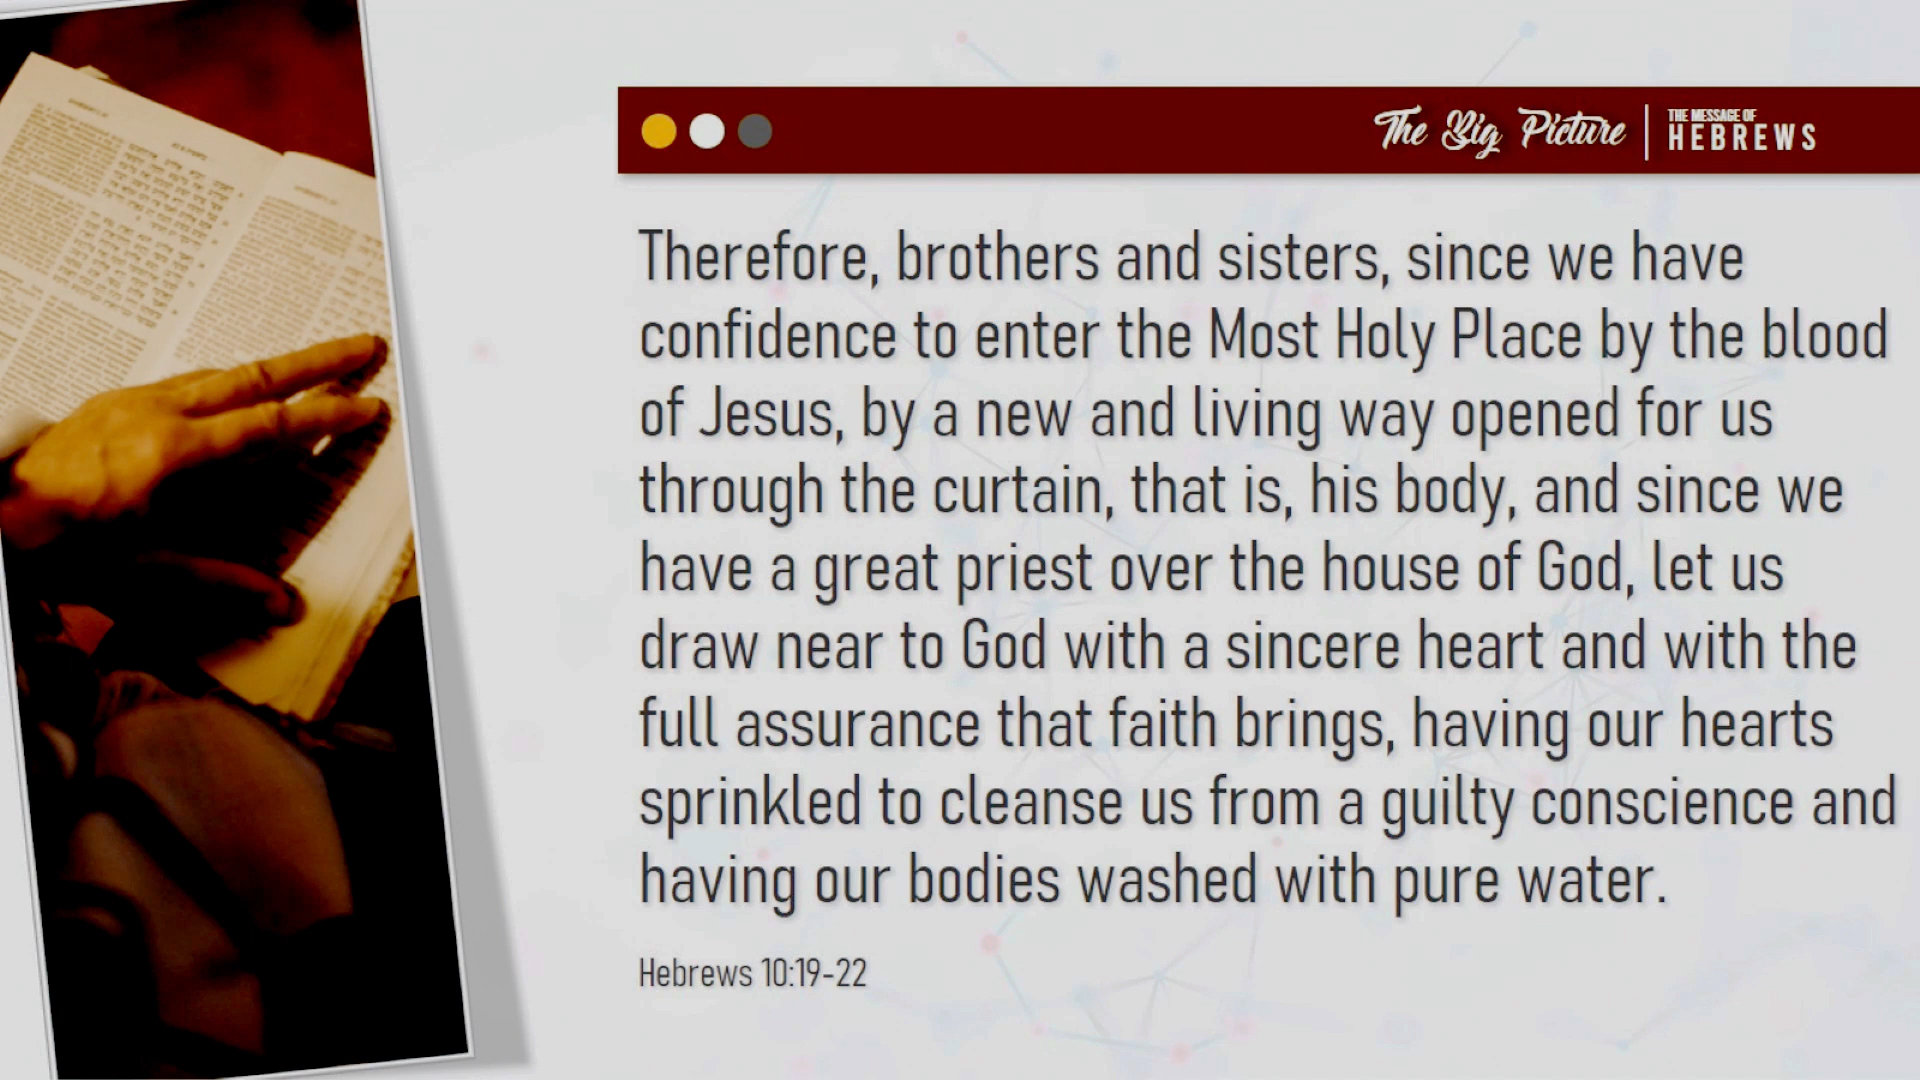 The Big Picture
THE MESSAGE OF
HEBREWS
Therefore, brothers and sisters, since we have
confidence to enter the Most Holy Place by the blood
of Jesus, by a new and living way opened for us
through the curtain, that is, his body, and since we
have a great priest over the house of God, let us
draw near to God with a sincere heart and with the
full assurance that faith brings, having our hearts
sprinkled to cleanse us from a guilty conscience and
having our bodies washed with pure water.
Hebrews 10:19-22